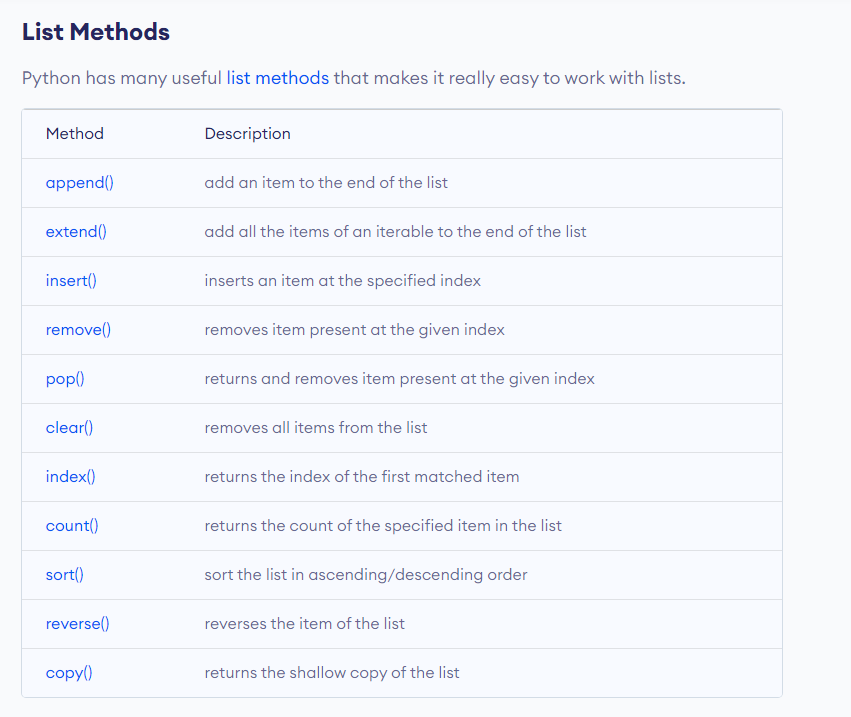 List Methods
Python has many useful list methods that makes it really easy to work with lists.
Method Description
append() add an item to the end of the list
extend() add all the items of an iterable to the end of the list
insert() inserts an item at the specified index
remove() removes item present at the given index
pop() returns and removes item present at the given index
clear() removes all items from the list
index() returns the index of the first matched item
count() returns the count of the specified item in the list
sort() sort the list in ascending/descending order
reverse() reverses the item of the list
copy() returns the shallow copy of the list